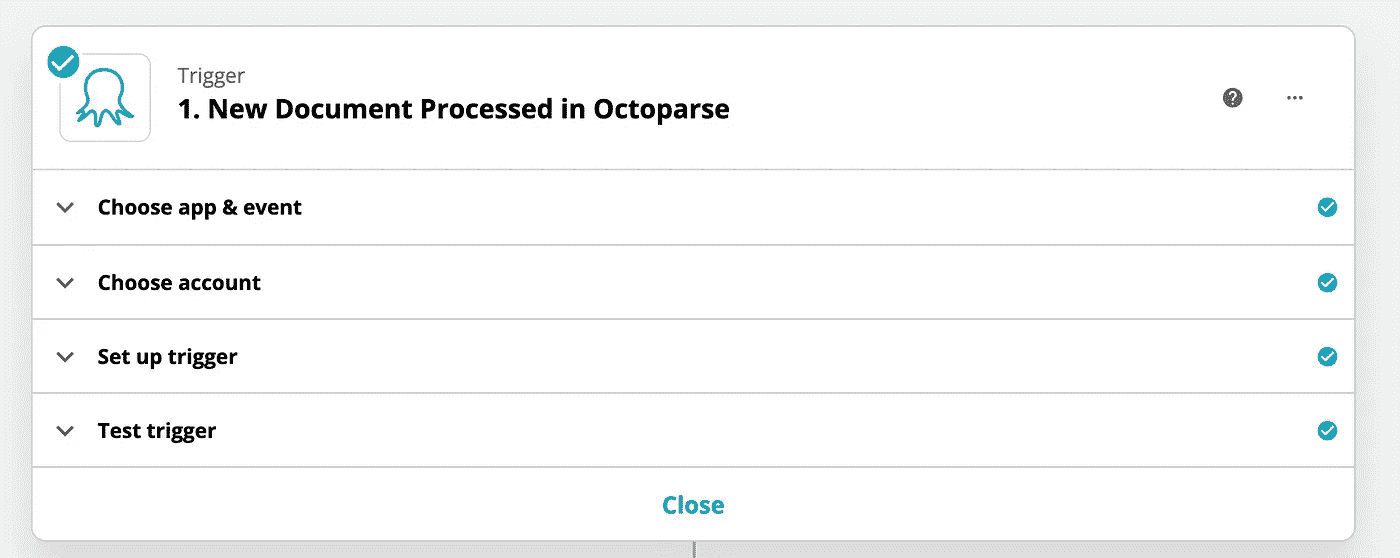 Trigger
1. New Document Processed in Octoparse
Choose app & event
Choose account
Set up trigger
Test trigger
Close